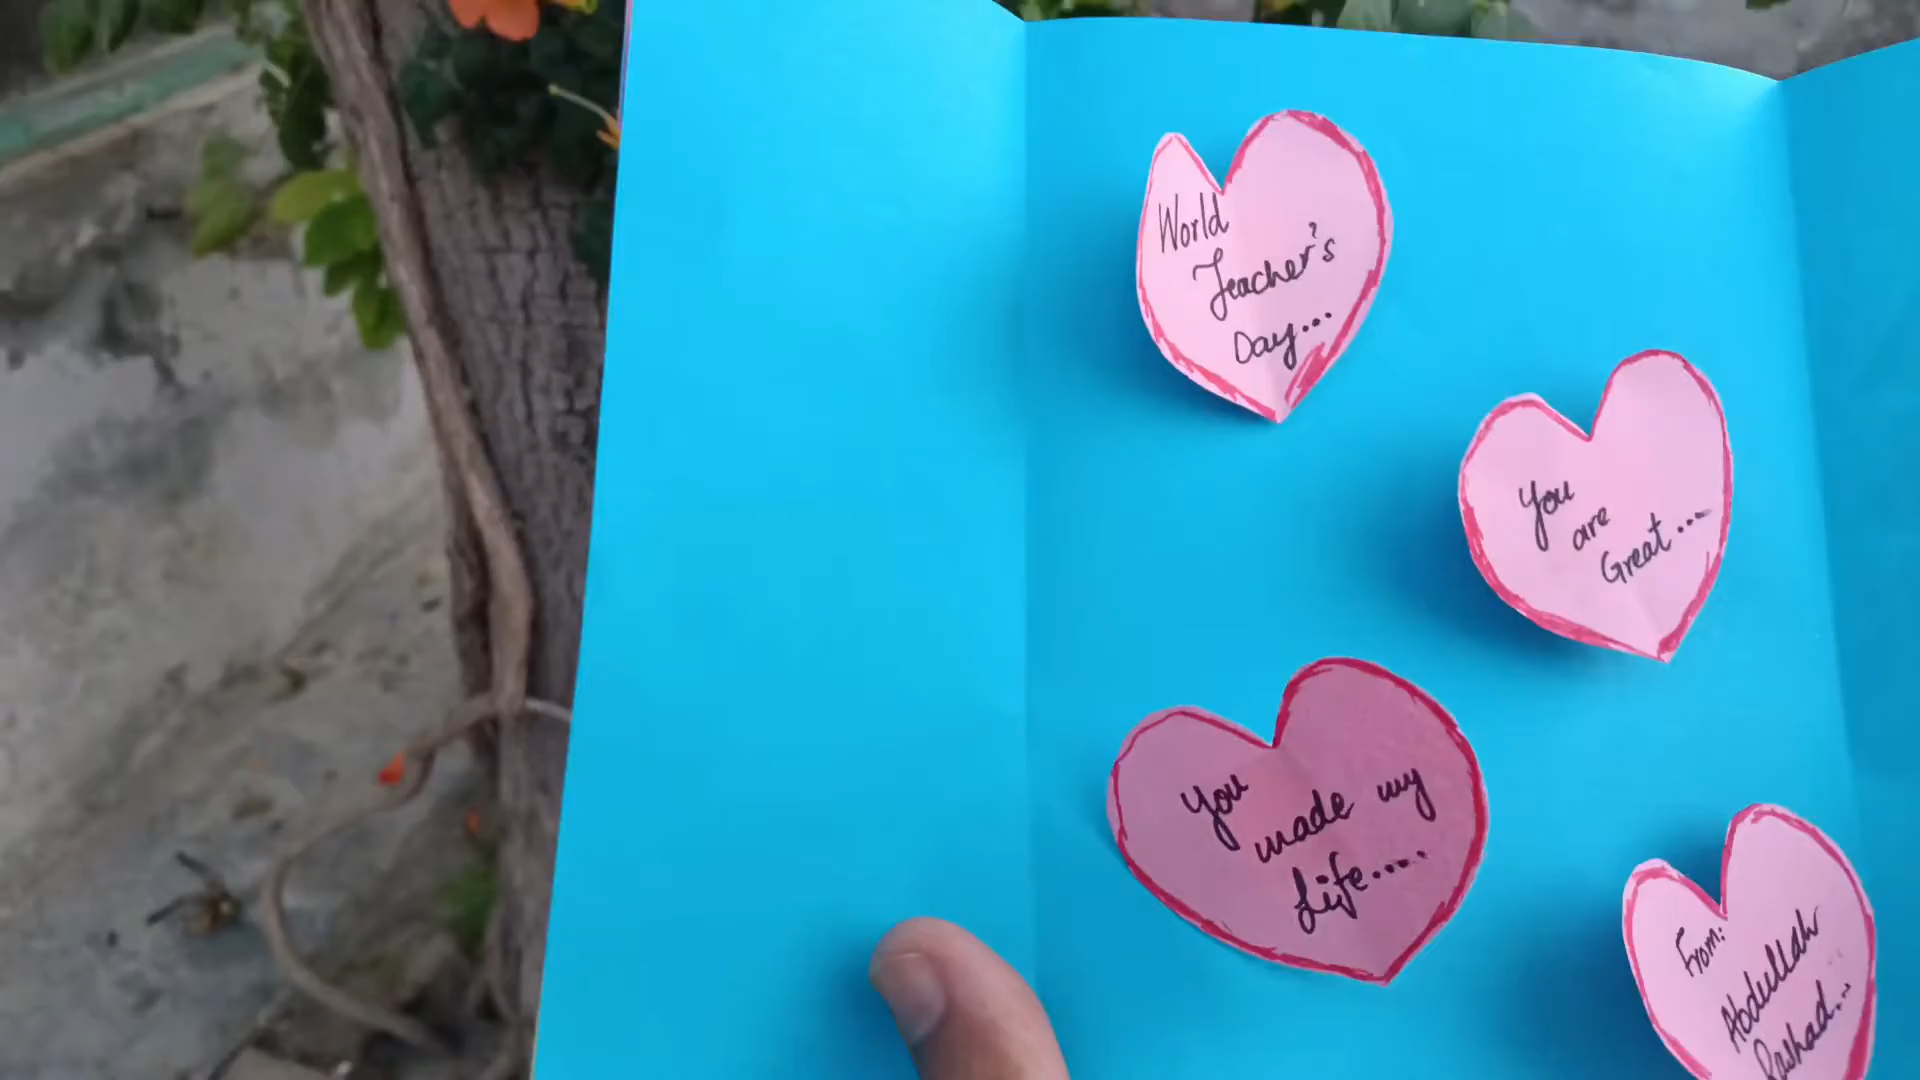 World
Teacher's
Day...
You
are
Great...
You
made my
Life.....
From:
Abdullah
Rashad...